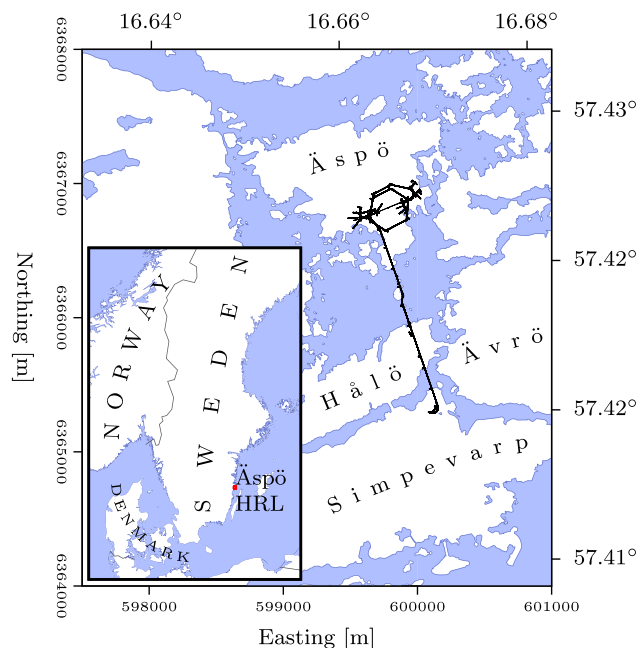 16.64° 16.66° 16.68°
6368000
6367000
6366000
6365000
6364000
Northing [m]
57.43°
57.42°
57.42°
57.41°
Äspö
Ävrö
Hålö
Simpevarp
NORWAY
SWEDEN
DENMARK
Äspö
HRL
598000 599000 600000 601000
Easting [m]